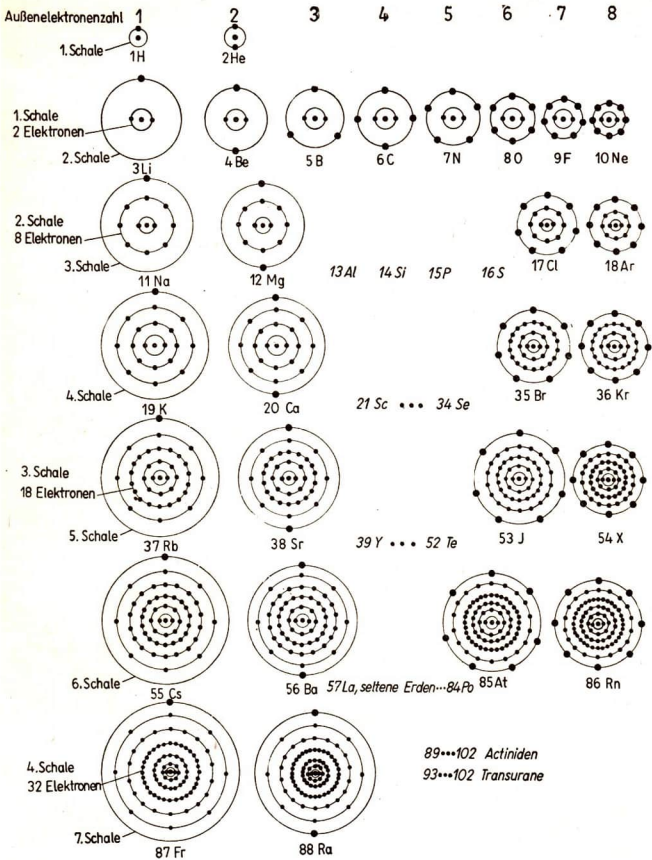 Außenelektronenzahl 1 2 3 4 5 6 7 8
1.Schale
1H 2He
1.Schale
2 Elektronen
2.Schale
3Li 4Be 5B 6C 7N 8O 9F 10Ne
2.Schale
8 Elektronen
3.Schale
11Na 12Mg 13Al 14Si 15P 16S 17Cl 18Ar
4.Schale
19K 20Ca 21Sc ••• 34Se 35Br 36Kr
3.Schale
18 Elektronen
5.Schale
37Rb 38Sr 39Y ••• 52Te 53J 54X
6.Schale
55Cs 56Ba 57La, seltene Erden•••84Po 85At 86Rn
4.Schale
32 Elektronen
7.Schale
87Fr 88Ra
89•••102 Actiniden
93•••102 Transurane